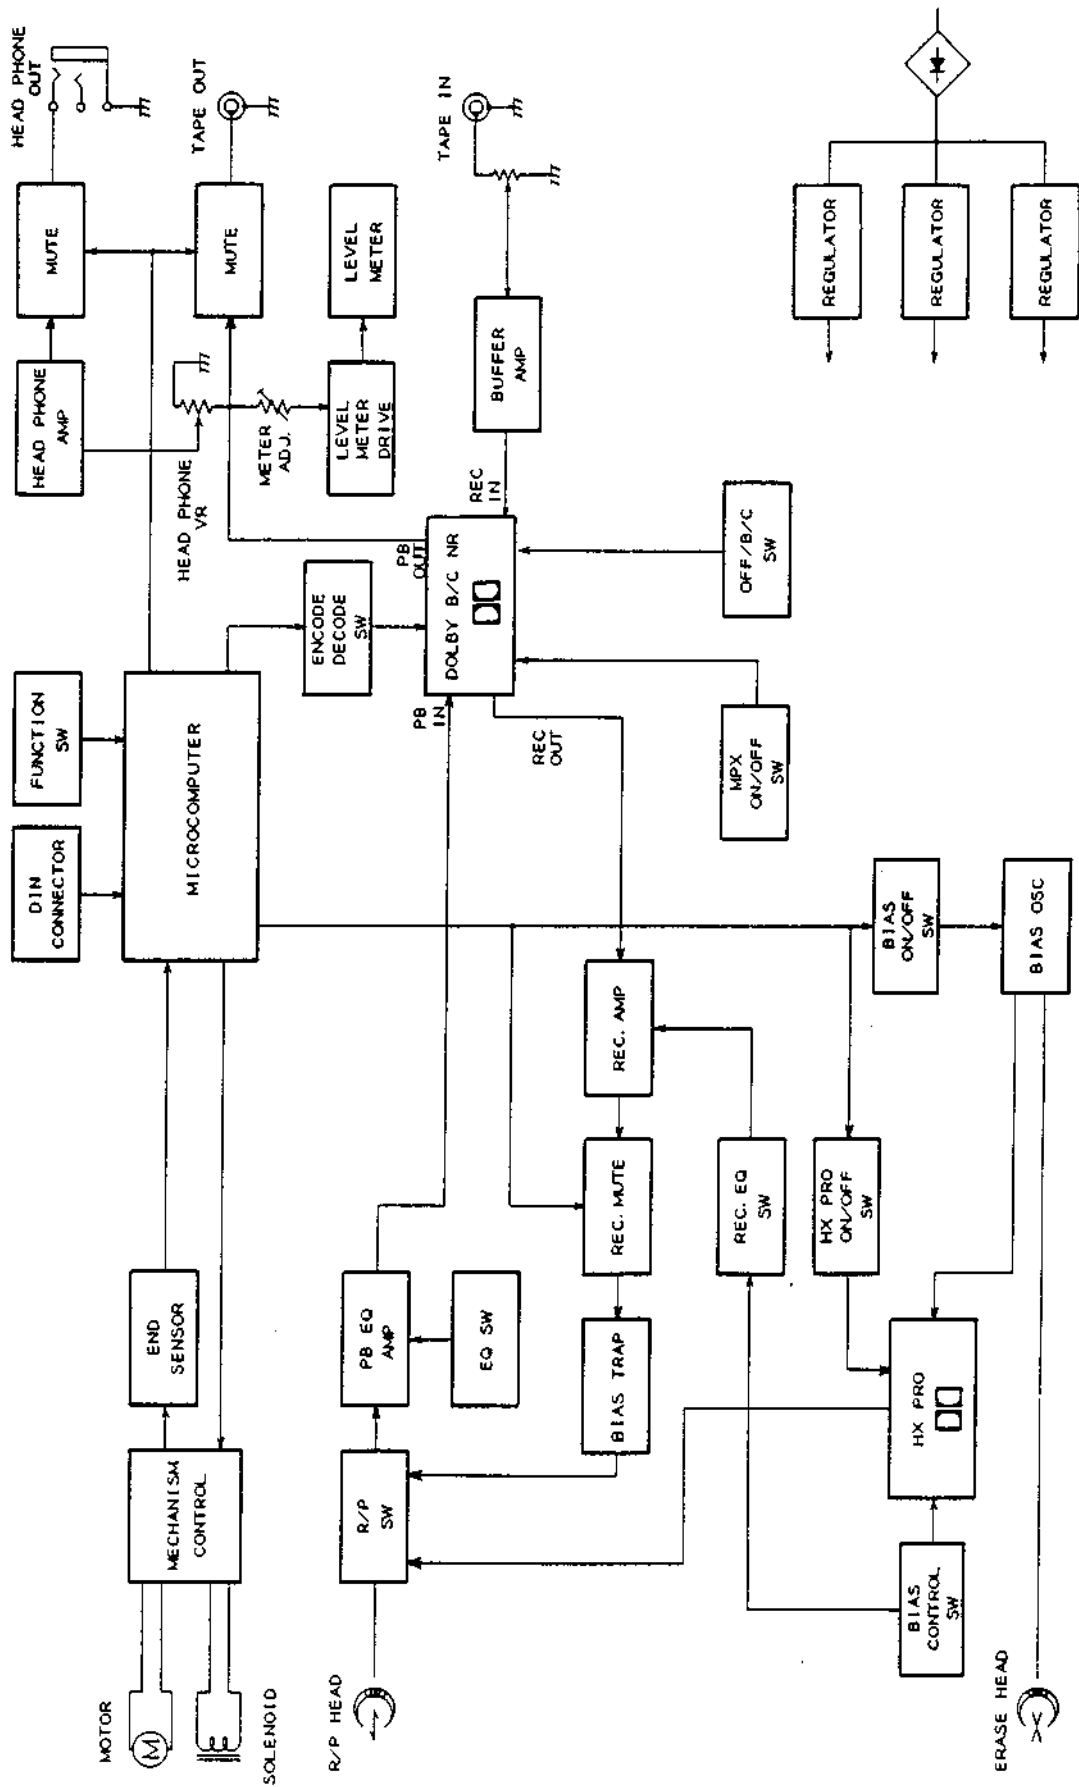 MOTOR
M
SOLENOID
MECHANISM
CONTROL
END
SENSOR
DIN
CONNECTOR
FUNCTION
SW
MICROCOMPUTER
HEAD PHONE
AMP
MUTE
HEAD PHONE
OUT
HEAD PHONE
VR
MUTE
TAPE OUT
METER
ADJ.
LEVEL
METER
DRIVE
LEVEL
METER
ENCODE
DECODE
SW
R/P HEAD
R/P
SW
PB EQ
AMP
EQ SW
PB
IN
PB
OUT
DOLBY B/C NR
REC
IN
REC
OUT
BUFFER
AMP
TAPE IN
BIAS TRAP
REC. MUTE
REC. AMP
REC. EQ
SW
MPX
ON/OFF
SW
OFF/B/C
SW
HX PRO
ON/OFF
SW
BIAS
ON/OFF
SW
BIAS
CONTROL
SW
HX PRO
BIAS OSC
ERASE HEAD
REGULATOR
REGULATOR
REGULATOR